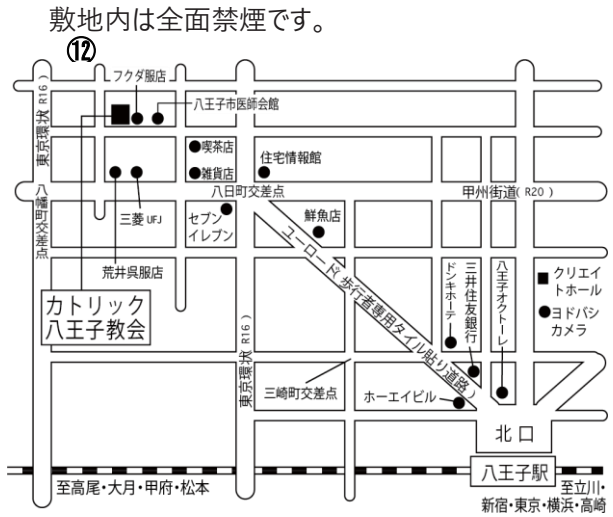 敷地内は全面禁煙です。
⑫
フクダ服店
八王子市医師会館
東京環状( R16 )
喫茶店
住宅情報館
雑貨店
八日町交差点
甲州街道( R20 )
八幡町交差点
三菱 UFJ
セブン
イレブン
鮮魚店
荒井呉服店
ユーロード( 歩行者専用タイル貼り道路 )
ドンキホーテ
三井住友銀行
八王子オクトーレ
クリエイ
トホール
ヨドバシ
カメラ
カトリック
八王子教会
東京環状( R16 )
三崎町交差点
ホーエイビル
北口
八王子駅
至高尾・大月・甲府・松本
至立川・
新宿・東京・横浜・高崎